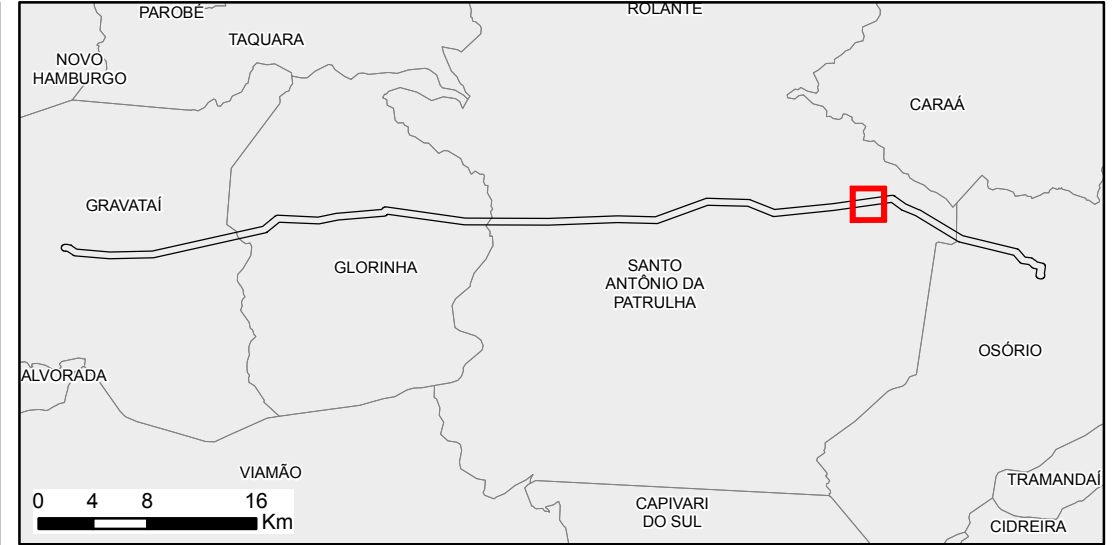 PAROBÉ
ROLANTE
TAQUARA
NOVO
HAMBURGO
CARAÁ
GRAVATAÍ
GLORINHA
SANTO
ANTÔNIO DA
PATRULHA
OSÓRIO
ALVORADA
VIAMÃO
TRAMANDAÍ
CAPIVARI
DO SUL
CIDREIRA
0 4 8 16
Km